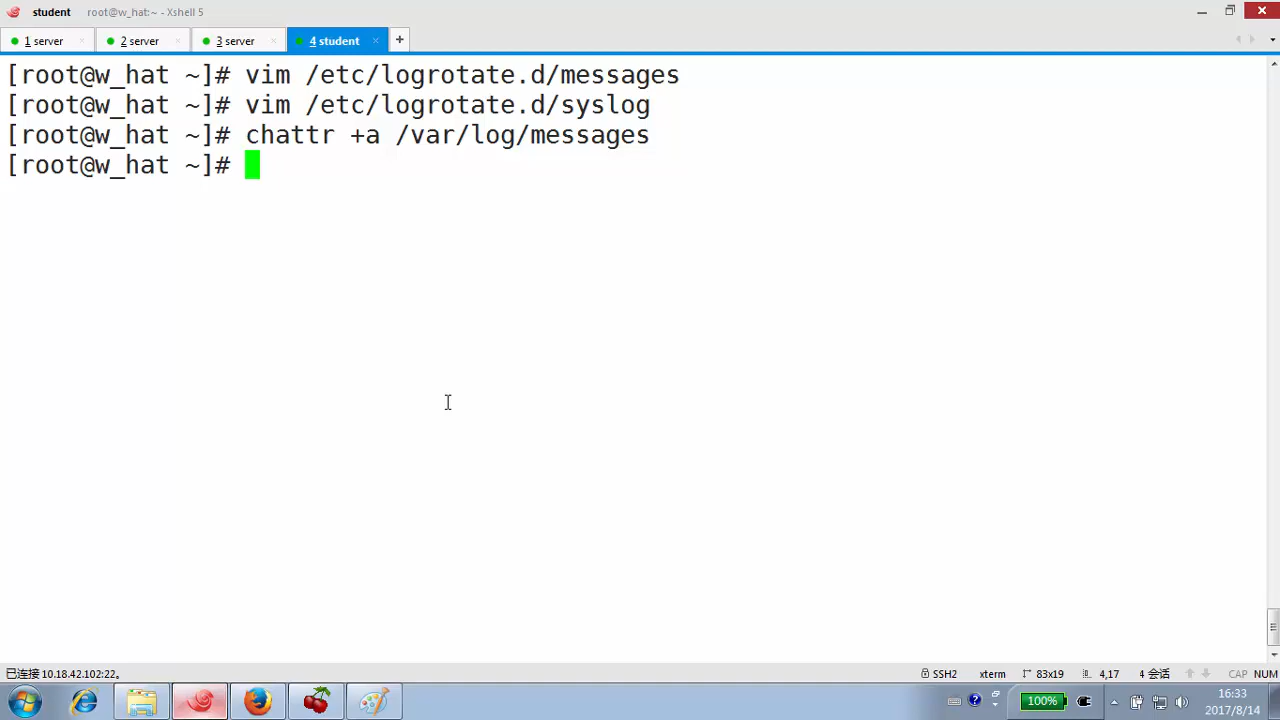 student root@w_hat:~ - Xshell 5
1 server 2 server 3 server 4 student +
[root@w_hat ~]# vim /etc/logrotate.d/messages
[root@w_hat ~]# vim /etc/logrotate.d/syslog
[root@w_hat ~]# chattr +a /var/log/messages
[root@w_hat ~]#
已连接 10.18.42.102:22。 SSH2 xterm 83x19 4,17 4 会话 CAP NUM
100% 16:33
2017/8/14